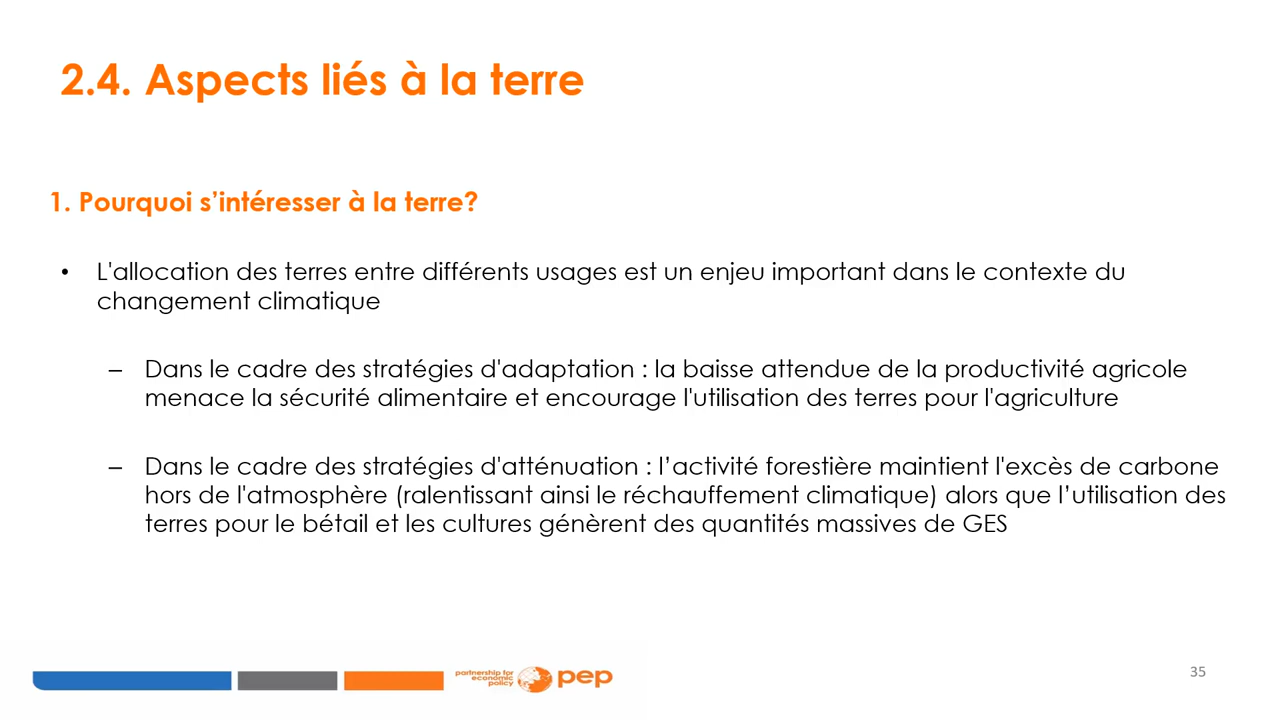 2.4. Aspects liés à la terre
1. Pourquoi s’intéresser à la terre?
• L'allocation des terres entre différents usages est un enjeu important dans le contexte du
changement climatique
– Dans le cadre des stratégies d'adaptation : la baisse attendue de la productivité agricole
menace la sécurité alimentaire et encourage l'utilisation des terres pour l'agriculture
– Dans le cadre des stratégies d'atténuation : l’activité forestière maintient l'excès de carbone
hors de l'atmosphère (ralentissant ainsi le réchauffement climatique) alors que l’utilisation des
terres pour le bétail et les cultures génèrent des quantités massives de GES
partnership for
economic
policy
pep
35